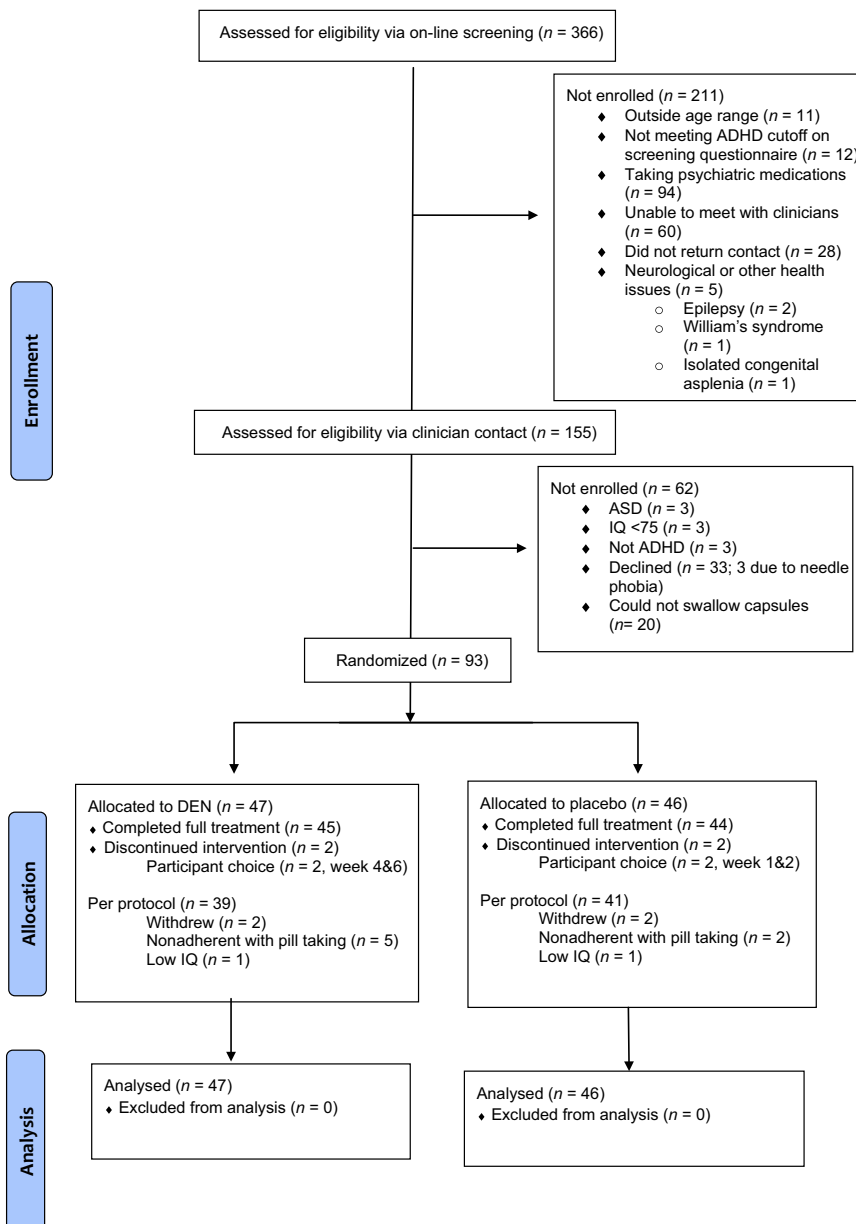 Assessed for eligibility via on-line screening (n = 366)
Not enrolled (n = 211)
♦ Outside age range (n = 11)
♦ Not meeting ADHD cutoff on
screening questionnaire (n = 12)
♦ Taking psychiatric medications
(n = 94)
♦ Unable to meet with clinicians
(n = 60)
♦ Did not return contact (n = 28)
♦ Neurological or other health
issues (n = 5)
○ Epilepsy (n = 2)
○ William's syndrome
(n = 1)
○ Isolated congenital
asplenia (n = 1)
Enrollment
Assessed for eligibility via clinician contact (n = 155)
Not enrolled (n = 62)
♦ ASD (n = 3)
♦ IQ <75 (n = 3)
♦ Not ADHD (n = 3)
♦ Declined (n = 33; 3 due to needle
phobia)
♦ Could not swallow capsules
(n= 20)
Randomized (n = 93)
Allocation
Allocated to DEN (n = 47)
♦ Completed full treatment (n = 45)
♦ Discontinued intervention (n = 2)
Participant choice (n = 2, week 4&6)
Per protocol (n = 39)
Withdrew (n = 2)
Nonadherent with pill taking (n = 5)
Low IQ (n = 1)
Allocated to placebo (n = 46)
♦ Completed full treatment (n = 44)
♦ Discontinued intervention (n = 2)
Participant choice (n = 2, week 1&2)
Per protocol (n = 41)
Withdrew (n = 2)
Nonadherent with pill taking (n = 2)
Low IQ (n = 1)
Analysis
Analysed (n = 47)
♦ Excluded from analysis (n = 0)
Analysed (n = 46)
♦ Excluded from analysis (n = 0)